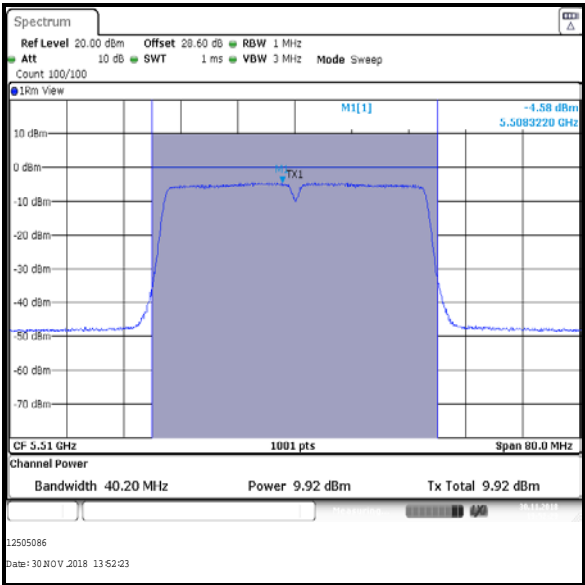 Spectrum
Ref Level 20.00 dBm Offset 28.60 dB RBW 1 MHz
Att 10 dB SWT 1 ms VBW 3 MHz Mode Sweep
Count 100/100
1Rm View
M1[1] -4.58 dBm
5.5083220 GHz
10 dBm
0 dBm
TX1
-10 dBm
-20 dBm
-30 dBm
-40 dBm
-50 dBm
-60 dBm
-70 dBm
CF 5.51 GHz 1001 pts Span 80.0 MHz
Channel Power
Bandwidth 40.20 MHz Power 9.92 dBm Tx Total 9.92 dBm
Measuring... 30.11.2018
12505086
Date: 30.NOV.2018 13:52:23